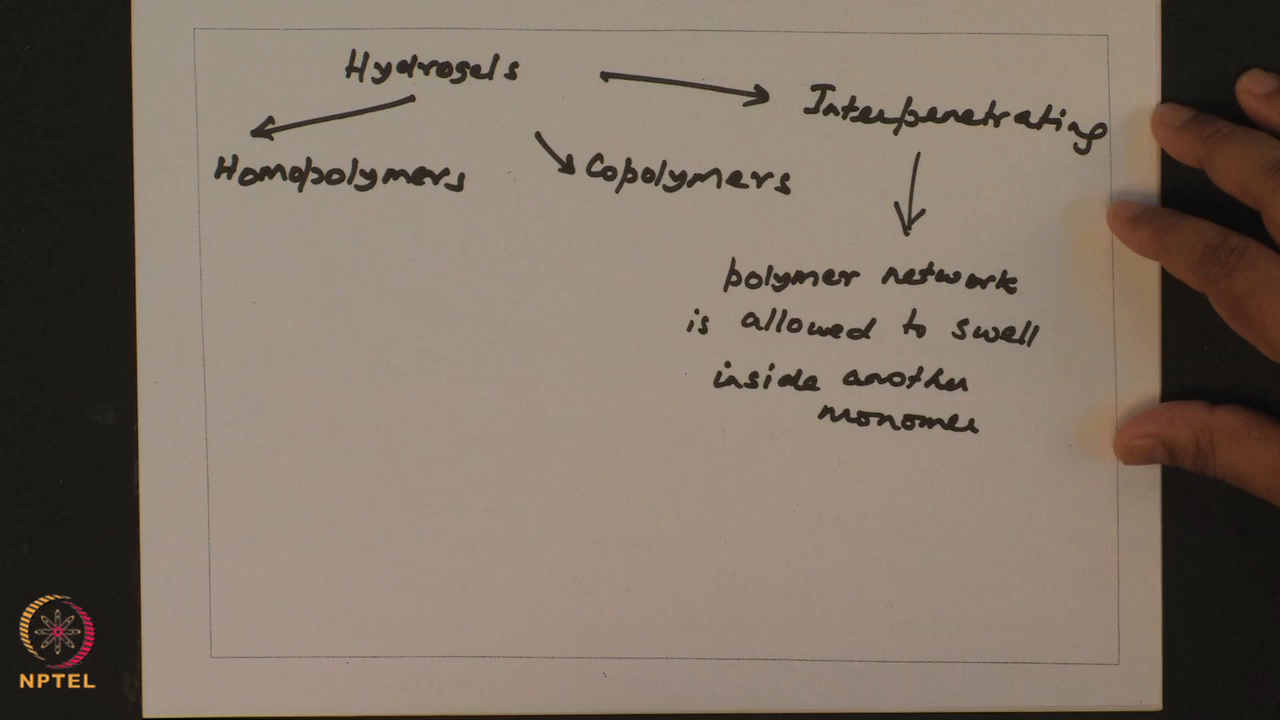 Hydrogels
Interpenetrating
Homopolymers
Copolymers
polymer network
is allowed to swell
inside another
monomer
NPTEL